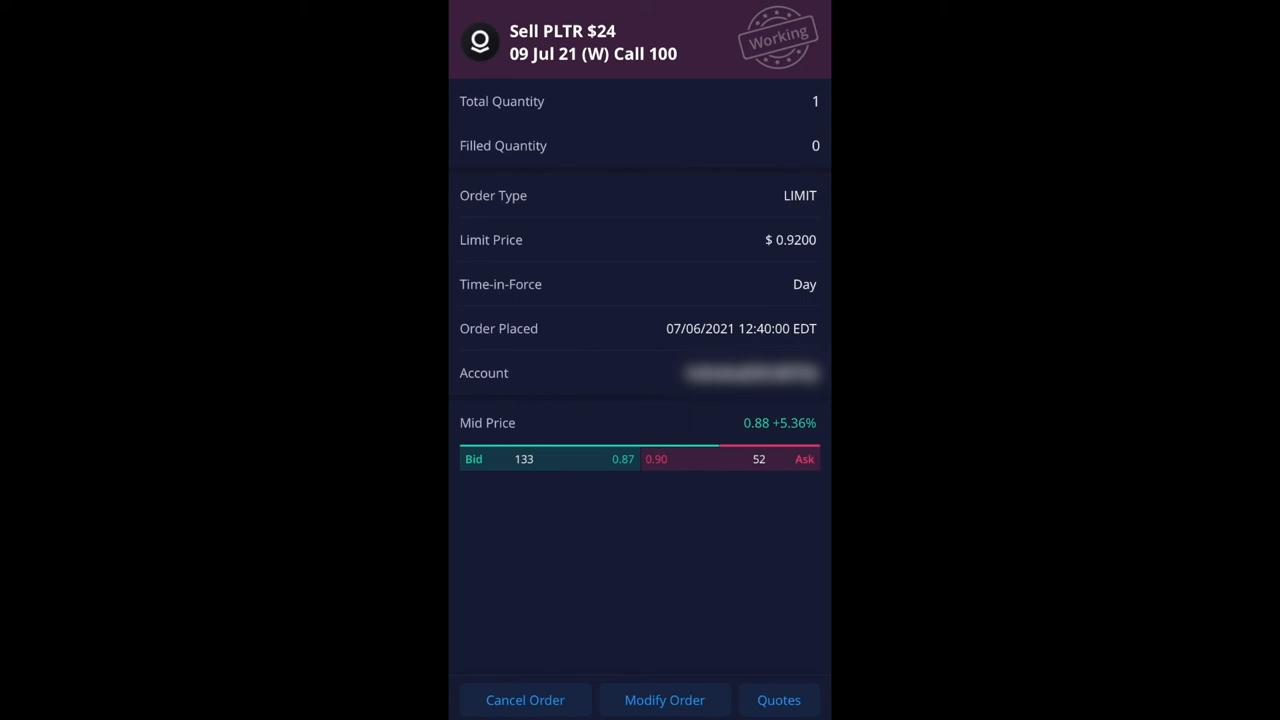 Sell PLTR $24
09 Jul 21 (W) Call 100
Working
Total Quantity 1
Filled Quantity 0
Order Type LIMIT
Limit Price $ 0.9200
Time-in-Force Day
Order Placed 07/06/2021 12:40:00 EDT
Account
Mid Price 0.88 +5.36%
Bid 133 0.87 0.90 52 Ask
Cancel Order Modify Order Quotes